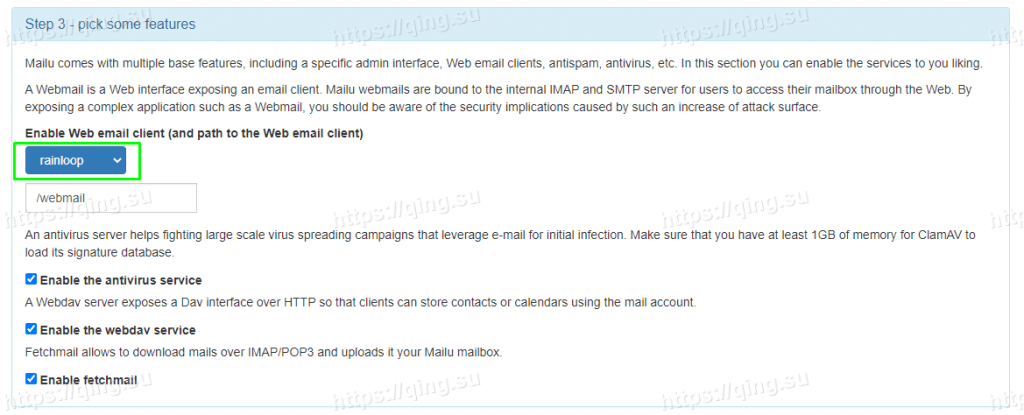 Step 3 - pick some features
Mailu comes with multiple base features, including a specific admin interface, Web email clients, antispam, antivirus, etc. In this section you can enable the services to you liking.
A Webmail is a Web interface exposing an email client. Mailu webmails are bound to the internal IMAP and SMTP server for users to access their mailbox through the Web. By
exposing a complex application such as a Webmail, you should be aware of the security implications caused by such an increase of attack surface.
Enable Web email client (and path to the Web email client)
rainloop
/webmail
An antivirus server helps fighting large scale virus spreading campaigns that leverage e-mail for initial infection. Make sure that you have at least 1GB of memory for ClamAV to
load its signature database.
Enable the antivirus service
A Webdav server exposes a Dav interface over HTTP so that clients can store contacts or calendars using the mail account.
Enable the webdav service
Fetchmail allows to download mails over IMAP/POP3 and uploads it your Mailu mailbox.
Enable fetchmail
https://qing.su
https://qing.su
https://qing.su
https://qing.su
https://qing.su
https://qing.su
https://qing.su
https://qing.su
https://qing.su